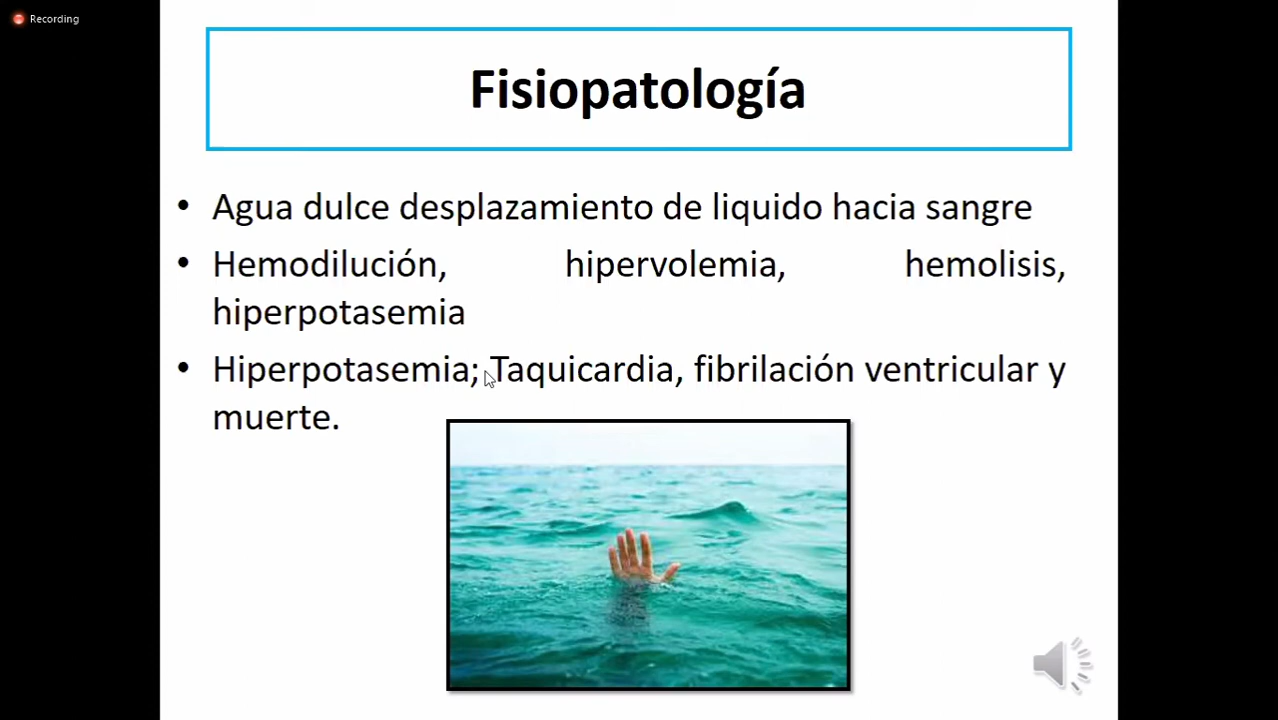 Recording
Fisiopatología
• Agua dulce desplazamiento de liquido hacia sangre
• Hemodilución, hipervolemia, hemolisis,
hiperpotasemia
• Hiperpotasemia; Taquicardia, fibrilación ventricular y
muerte.